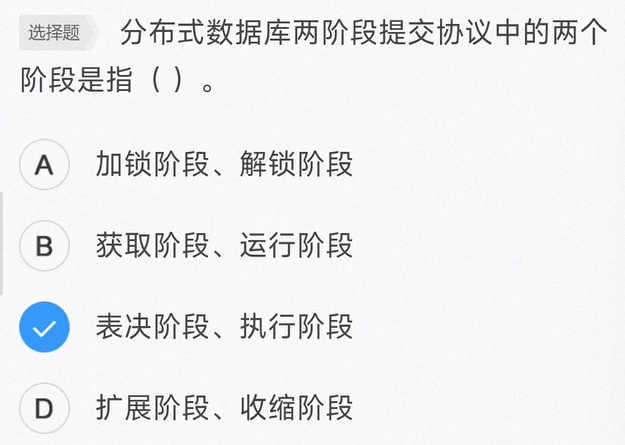 选择题 分布式数据库两阶段提交协议中的两个
阶段是指（ ）。
A 加锁阶段、解锁阶段
B 获取阶段、运行阶段
表决阶段、执行阶段
D 扩展阶段、收缩阶段